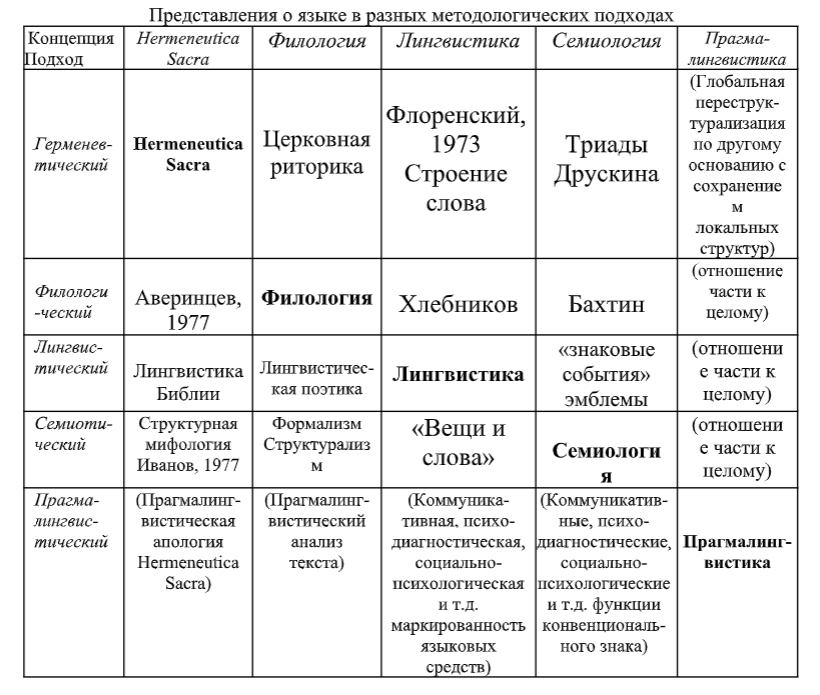 Представления о языке в разных методологических подходах
Концепция
Подход
Hermeneutica
Sacra
Филология
Лингвистика
Семиология
Прагма-
лингвистика
Герменев-
тический
Hermeneutica
Sacra
Церковная
риторика
Флоренский,
1973
Строение
слова
Триады
Друскина
(Глобальная
переструк-
турализация
по другому
основанию с
сохранение
м
локальных
структур)
Филологи
-ческий
Аверинцев,
1977
Филология
Хлебников
Бахтин
(отношение
части к
целому)
Лингвис-
тический
Лингвистика
Библии
Лингвистичес-
кая поэтика
Лингвистика
«знаковые
события»
эмблемы
(отношени
е части к
целому)
Семиоти-
ческий
Структурная
мифология
Иванов, 1977
Формализм
Структурализ
м
«Вещи и
слова»
Семиологи
я
(отношени
е части к
целому)
Прагма-
лингвис-
тический
(Прагмалинг-
вистическая
апология
Hermeneutica
Sacra)
(Прагмалинг-
вистический
анализ
текста)
(Коммуника-
тивная, психо-
диагностическая,
социально-
психологическая
и т.д.
маркированность
языковых
средств)
(Коммуникатив-
ные, психо-
диагностические,
социально-
психологические
и т.д. функции
конвенциональ-
ного знака)
Прагмалинг-
вистика